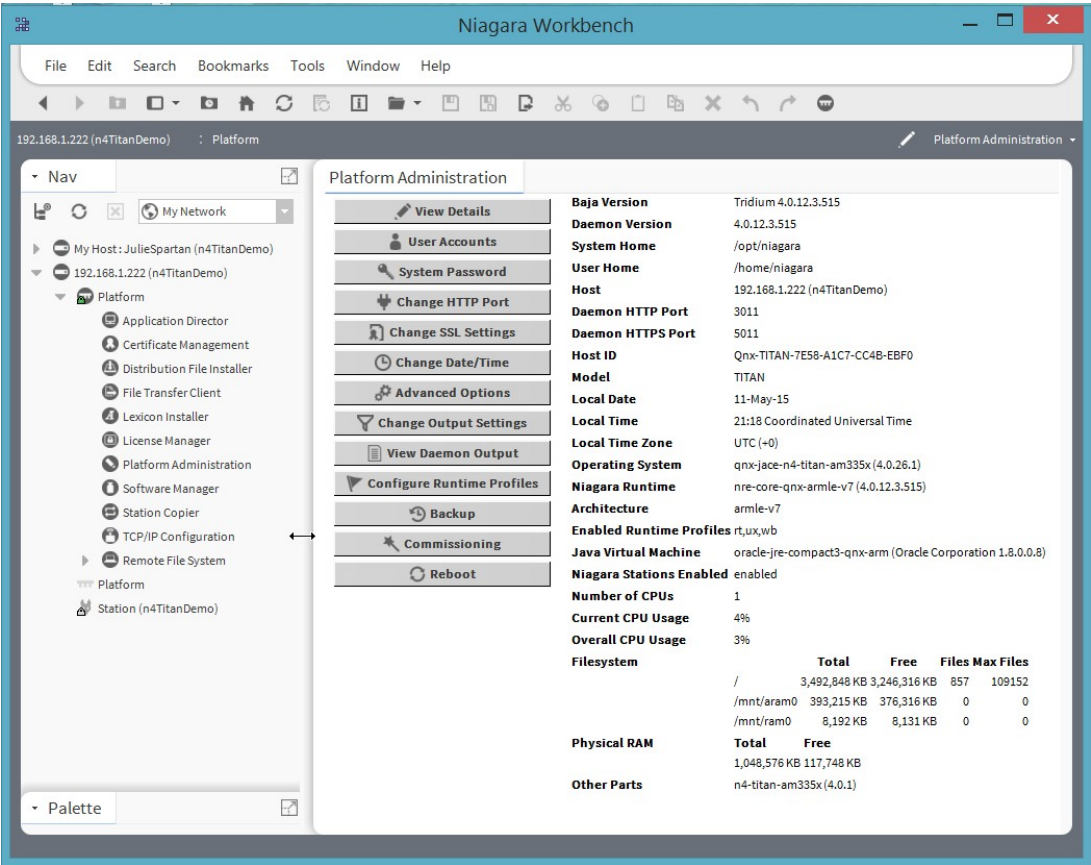 Niagara Workbench
File Edit Search Bookmarks Tools Window Help
192.168.1.222 (n4TitanDemo) : Platform
Platform Administration
Nav
My Network
My Host : JulieSpartan (n4TitanDemo)
192.168.1.222 (n4TitanDemo)
Platform
Application Director
Certificate Management
Distribution File Installer
File Transfer Client
Lexicon Installer
License Manager
Platform Administration
Software Manager
Station Copier
TCP/IP Configuration
Remote File System
Platform
Station (n4TitanDemo)
Palette
Platform Administration
View Details
User Accounts
System Password
Change HTTP Port
Change SSL Settings
Change Date/Time
Advanced Options
Change Output Settings
View Daemon Output
Configure Runtime Profiles
Backup
Commissioning
Reboot
Baja Version Tridium 4.0.12.3.515
Daemon Version 4.0.12.3.515
System Home /opt/niagara
User Home /home/niagara
Host 192.168.1.222 (n4TitanDemo)
Daemon HTTP Port 3011
Daemon HTTPS Port 5011
Host ID Qnx-TITAN-7E58-A1C7-CC4B-EBF0
Model TITAN
Local Date 11-May-15
Local Time 21:18 Coordinated Universal Time
Local Time Zone UTC (+0)
Operating System qnx-jace-n4-titan-am335x (4.0.26.1)
Niagara Runtime nre-core-qnx-armle-v7 (4.0.12.3.515)
Architecture armle-v7
Enabled Runtime Profiles rt,ux,wb
Java Virtual Machine oracle-jre-compact3-qnx-arm (Oracle Corporation 1.8.0.0.8)
Niagara Stations Enabled enabled
Number of CPUs 1
Current CPU Usage 4%
Overall CPU Usage 3%
Filesystem Total Free Files Max Files
/ 3,492,848 KB 3,246,316 KB 857 109152
/mnt/aram0 393,215 KB 376,316 KB 0 0
/mnt/ram0 8,192 KB 8,131 KB 0 0
Physical RAM Total Free
1,048,576 KB 117,748 KB
Other Parts n4-titan-am335x (4.0.1)